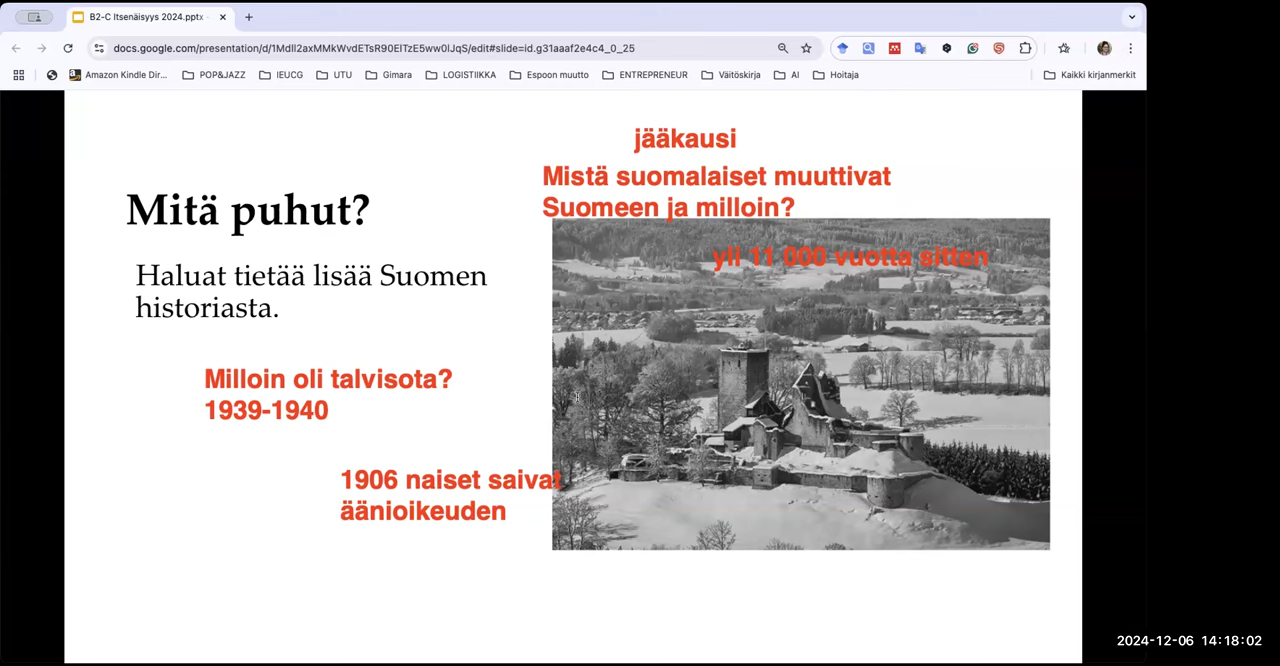 B2-C Itsenäisyys 2024.pptx
docs.google.com/presentation/d/1MdlI2axMMkWvdETsR90EITzE5ww0IJqS/edit#slide=id.g31aaaf2e4c4_0_25
Amazon Kindle Dir... POP&JAZZ IEUCG UTU Gimara LOGISTIIKKA Espoon muutto ENTREPRENEUR Väitöskirja AI Hoitaja Kaikki kirjanmerkit
jääkausi
Mistä suomalaiset muuttivat
Suomeen ja milloin?
yli 11 000 vuotta sitten
Mitä puhut?
Haluat tietää lisää Suomen
historiasta.
Milloin oli talvisota?
1939-1940
1906 naiset saivat
äänioikeuden
2024-12-06 14:18:02